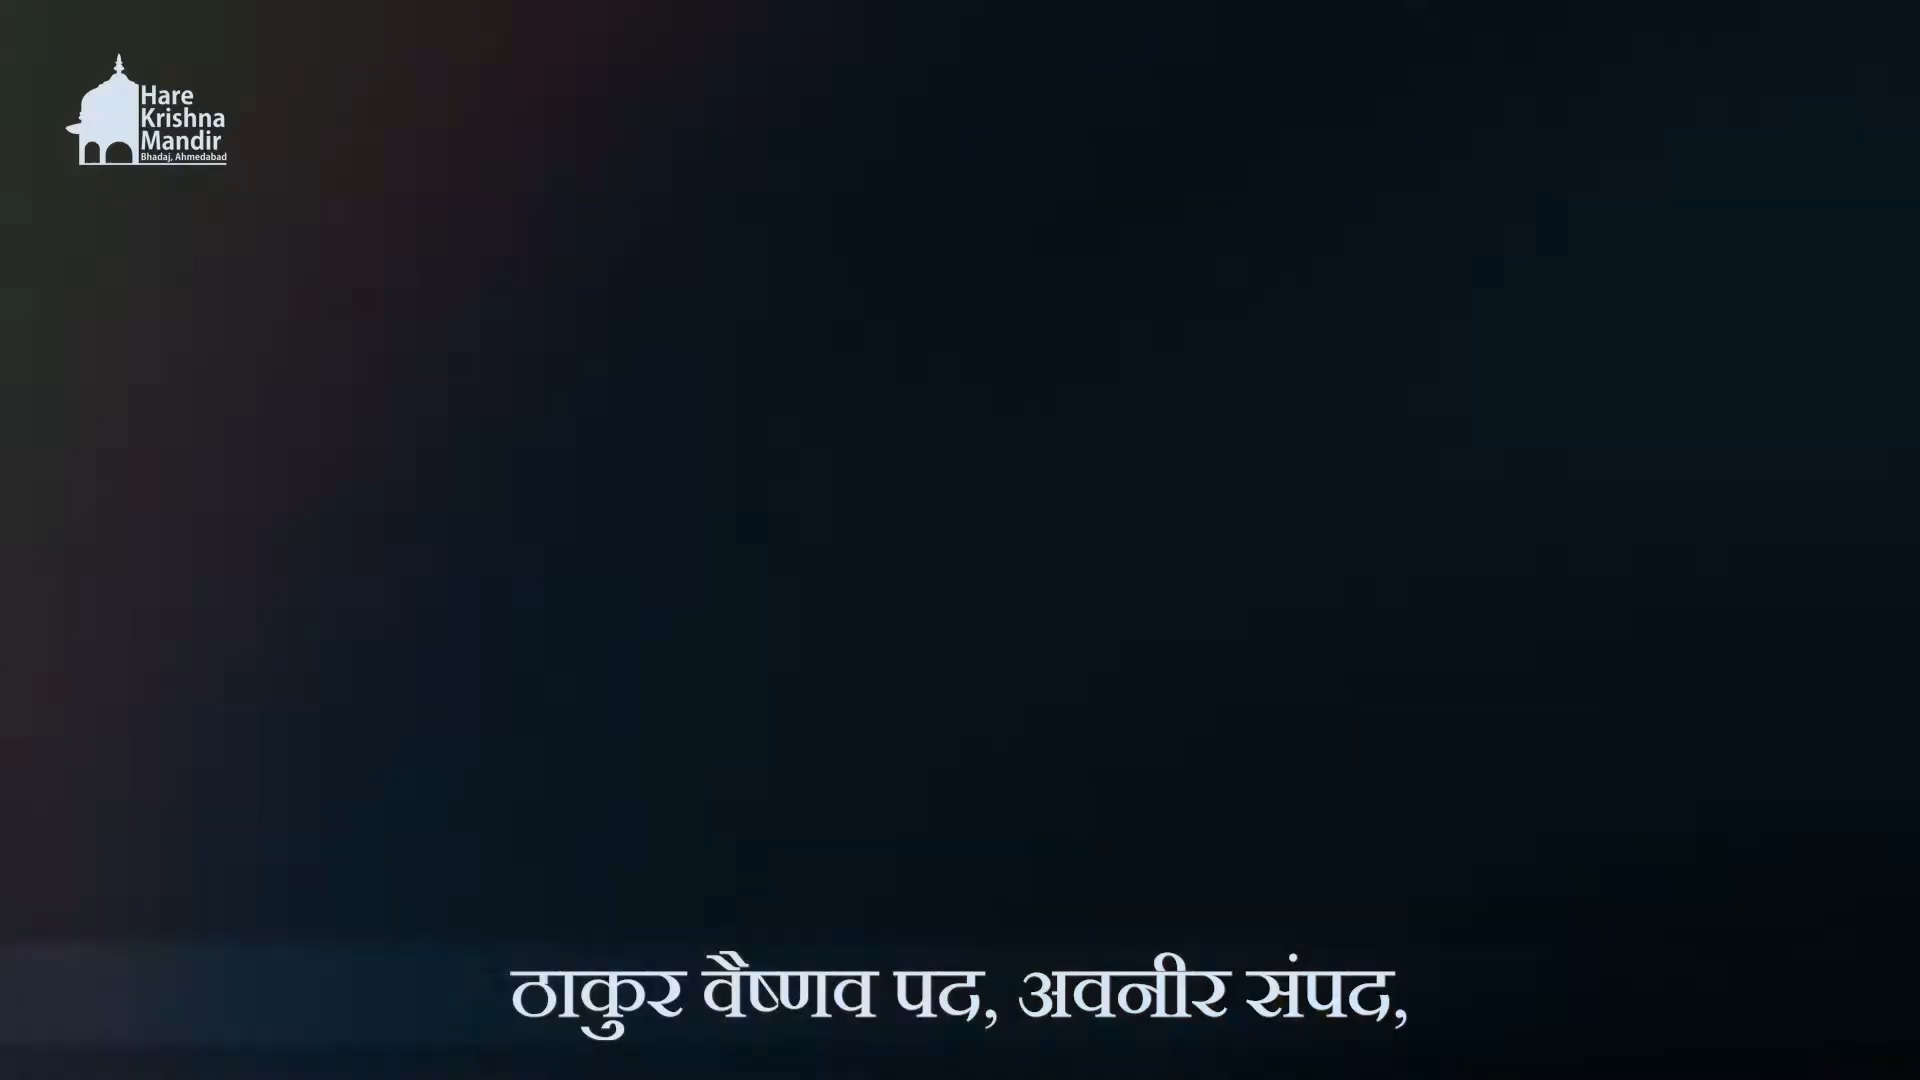 Hare
Krishna
Mandir
Bhadaj, Ahmedabad
ठाकुर वैष्णव पद, अवनीर संपद,